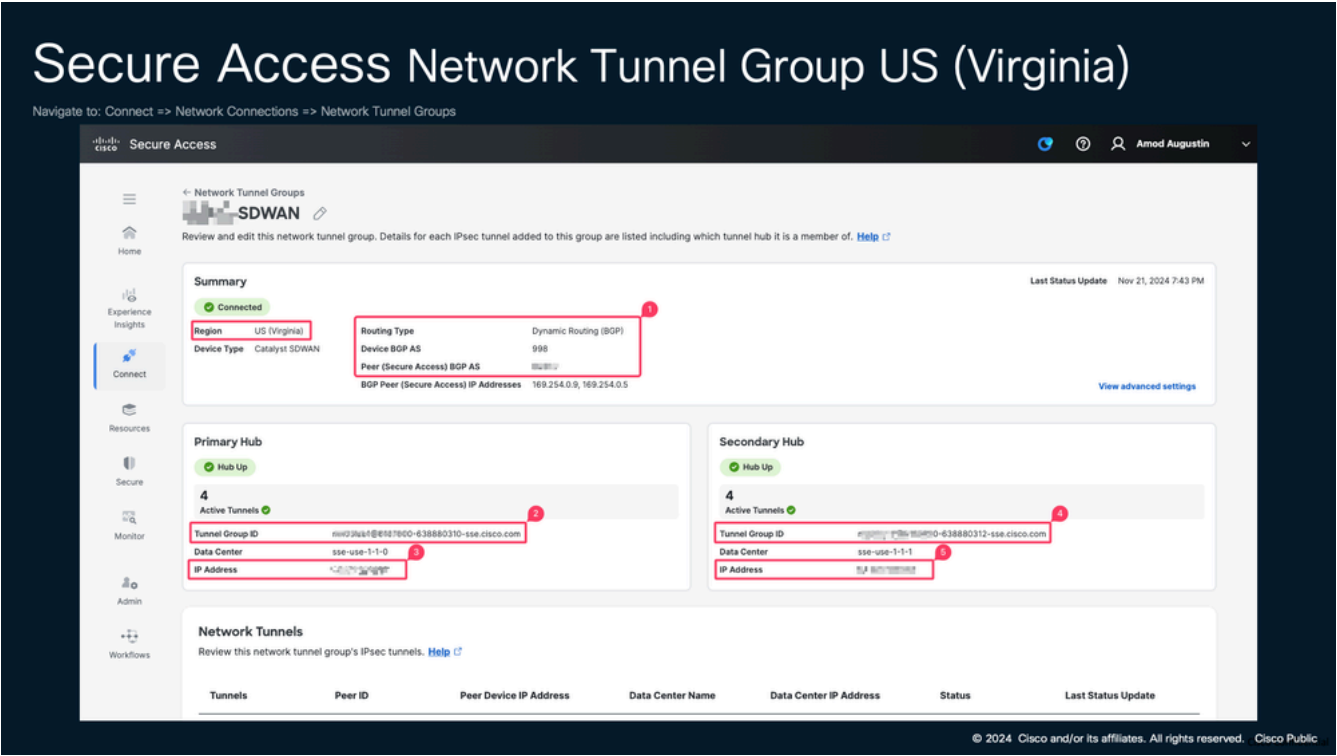 Secure Access Network Tunnel Group US (Virginia)
Navigate to: Connect => Network Connections => Network Tunnel Groups
cisco Secure Access
Amod Augustin
← Network Tunnel Groups
-SDWAN
Review and edit this network tunnel group. Details for each IPsec tunnel added to this group are listed including which tunnel hub it is a member of. Help
Home
Experience
Insights
Connect
Resources
Secure
Monitor
Admin
Workflows
Summary
Last Status Update Nov 21, 2024 7:43 PM
Connected
1
Region US (Virginia)
Device Type Catalyst SDWAN
Routing Type Dynamic Routing (BGP)
Device BGP AS 998
Peer (Secure Access) BGP AS
BGP Peer (Secure Access) IP Addresses 169.254.0.9, 169.254.0.5
View advanced settings
Primary Hub
Hub Up
4
Active Tunnels
2
Tunnel Group ID -638880310-sse.cisco.com
Data Center sse-use-1-1-0
3
IP Address
Secondary Hub
Hub Up
4
Active Tunnels
4
Tunnel Group ID 0-638880312-sse.cisco.com
Data Center sse-use-1-1-1
5
IP Address
Network Tunnels
Review this network tunnel group's IPsec tunnels. Help
Tunnels Peer ID Peer Device IP Address Data Center Name Data Center IP Address Status Last Status Update
© 2024 Cisco and/or its affiliates. All rights reserved. Cisco Public